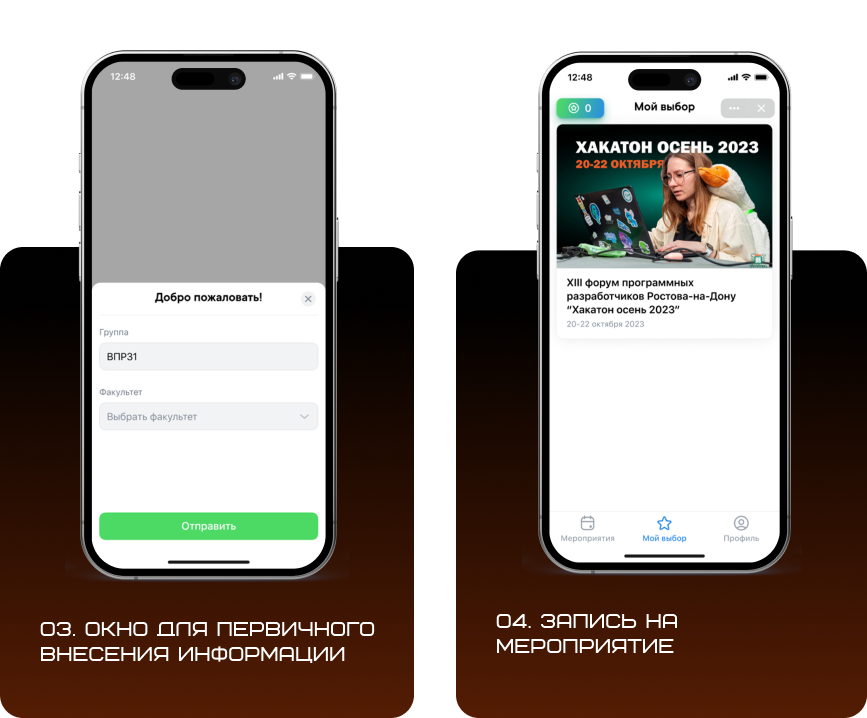 12:48
Добро пожаловать!
Группа
ВПР31
Факультет
Выбрать факультет
Отправить
03. ОКНО ДЛЯ ПЕРВИЧНОГО
ВНЕСЕНИЯ ИНФОРМАЦИИ
12:48
0
Мой выбор
ХАКАТОН ОСЕНЬ 2023
20-22 ОКТЯБРЯ
XIII форум программных
разработчиков Ростова-на-Дону
“Хакатон осень 2023”
20-22 октября 2023
Мероприятия
Мой выбор
Профиль
04. ЗАПИСЬ НА
МЕРОПРИЯТИЕ